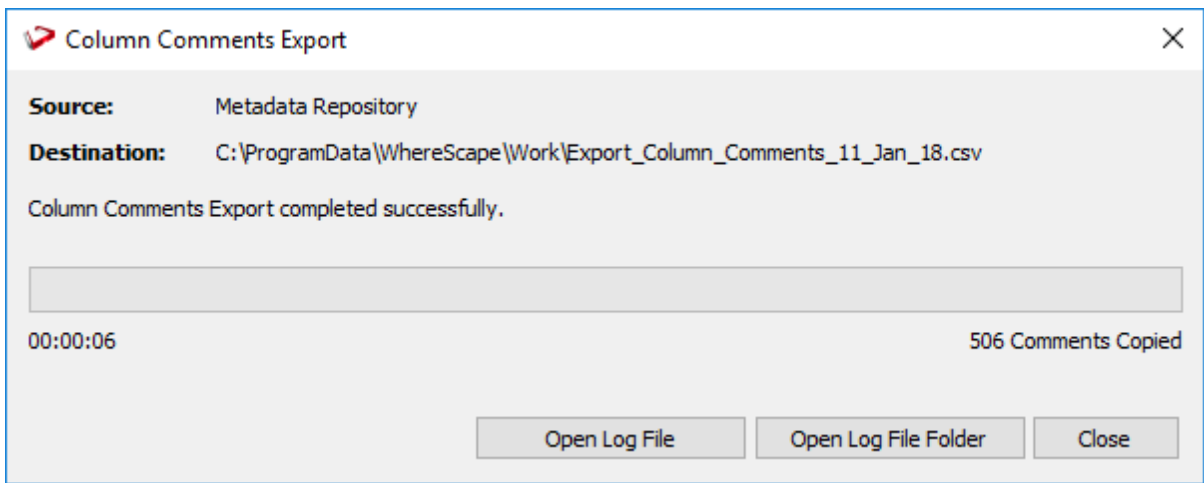 Column Comments Export
Source: Metadata Repository
Destination: C:\ProgramData\WhereScape\Work\Export_Column_Comments_11_Jan_18.csv
Column Comments Export completed successfully.
00:00:06 506 Comments Copied
Open Log File Open Log File Folder Close